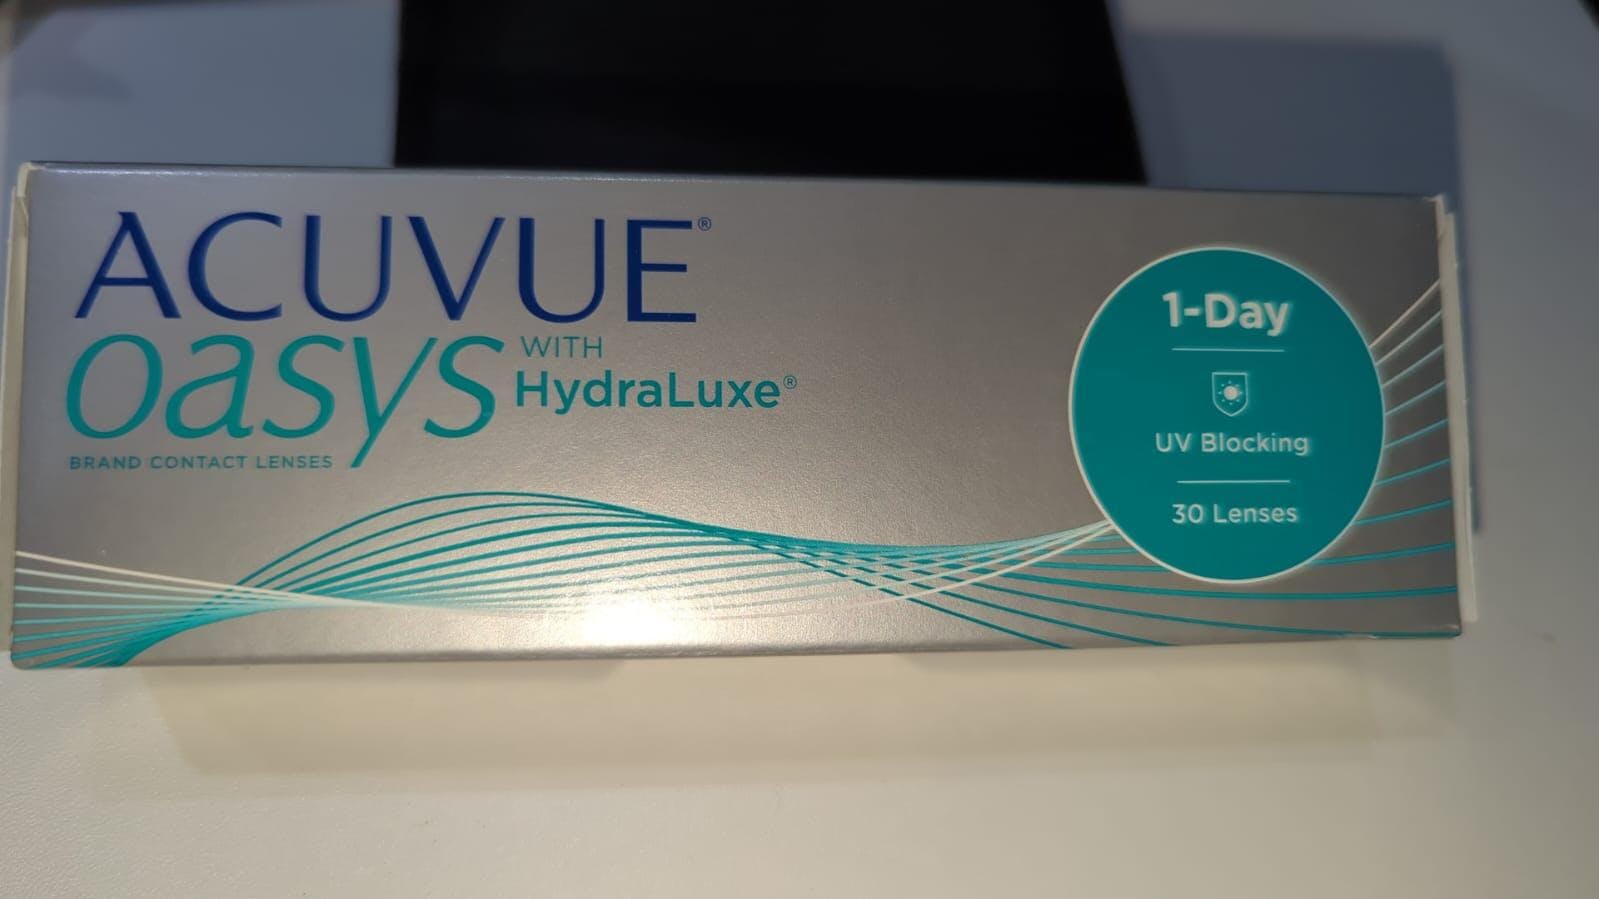 ACUVUE®
oasys WITH
HydraLuxe®
BRAND CONTACT LENSES
1-Day
UV Blocking
30 Lenses